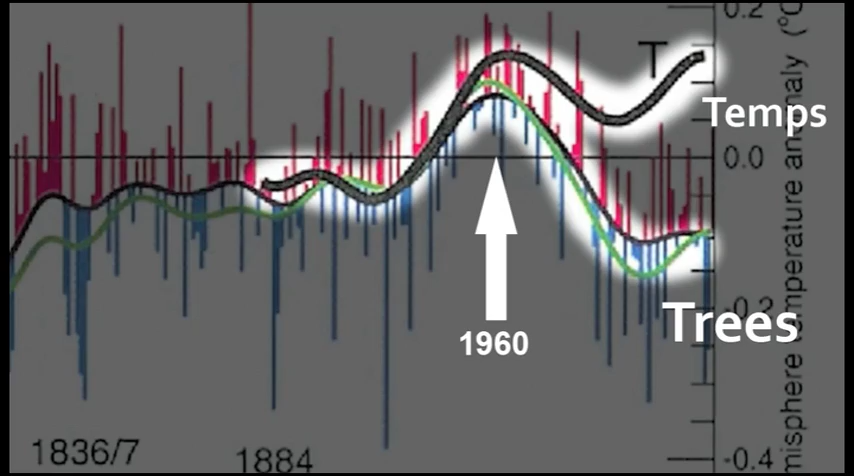 0.2
T
Temps
0.0
-0.2
Trees
1960
-0.4
1836/7
1884
misphere temperature anomaly (°C